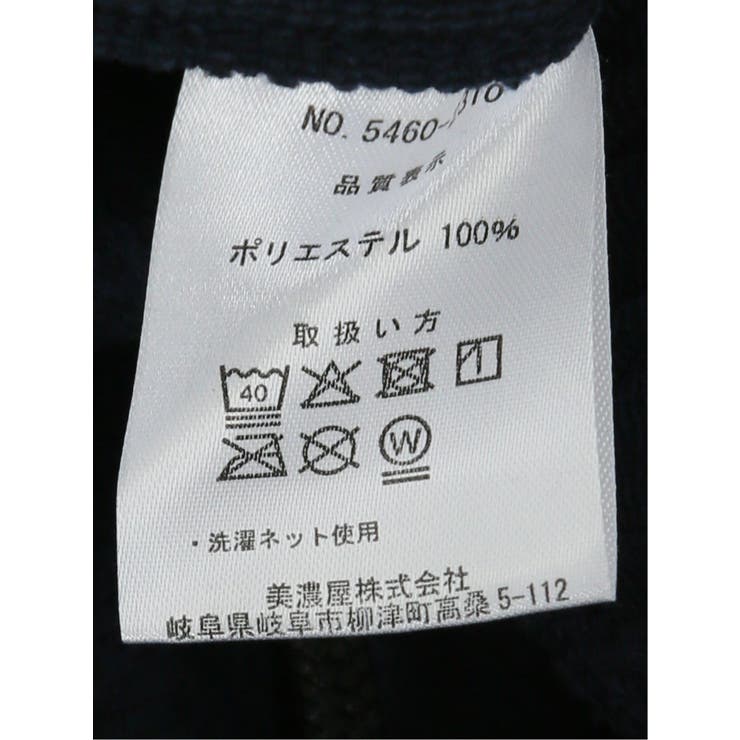 NO. 5460-
品質表示
ポリエステル 100%
取扱い方
40
W
・洗濯ネット使用
美濃屋株式会社
岐阜県岐阜市柳津町高桑5-112